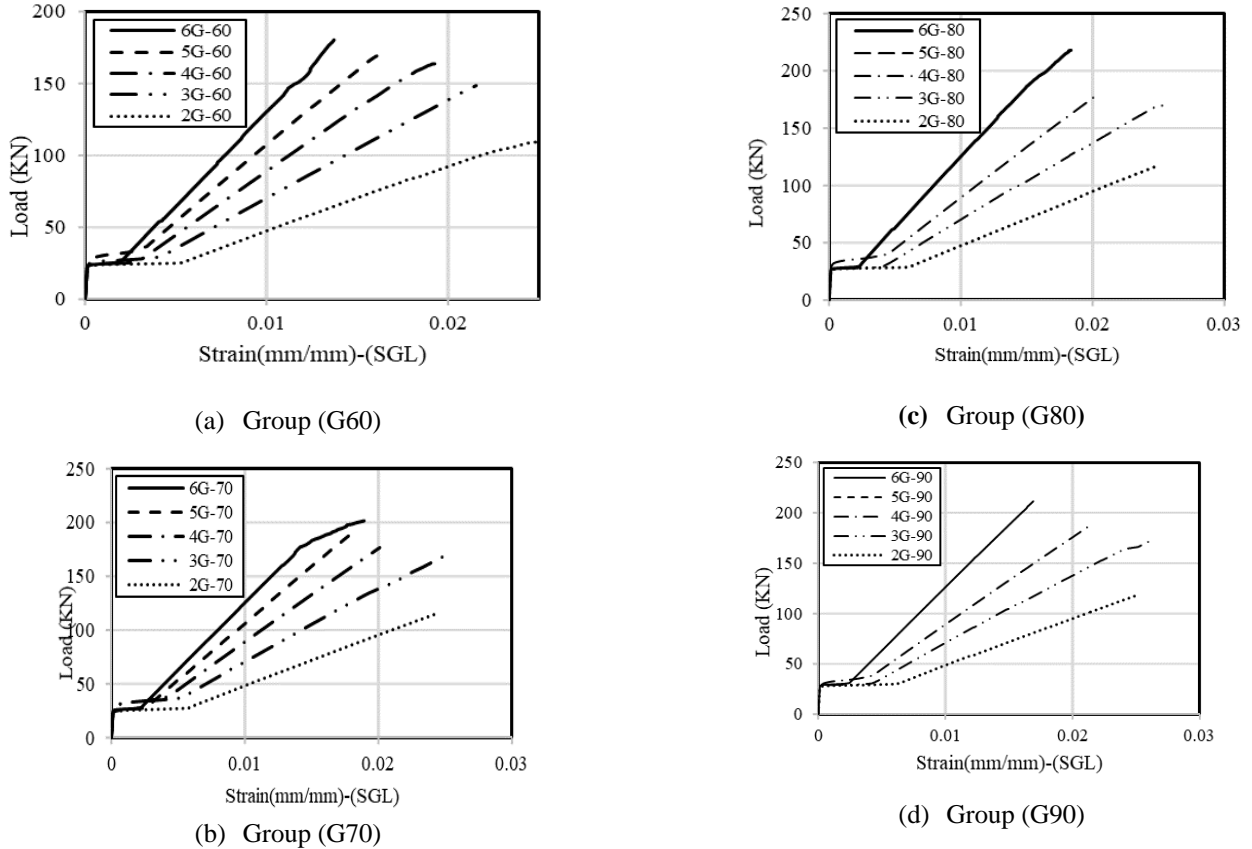 200
150
100
50
0
Load (KN)
6G-60
5G-60
4G-60
3G-60
2G-60
0
0.01
0.02
Strain(mm/mm)-(SGL)
(a) Group (G60)
250
200
150
100
50
0
Load (KN)
6G-80
5G-80
4G-80
3G-80
2G-80
0
0.01
0.02
0.03
Strain(mm/mm)-(SGL)
(c) Group (G80)
250
200
150
100
50
0
Load (KN)
6G-70
5G-70
4G-70
3G-70
2G-70
0
0.01
0.02
0.03
Strain(mm/mm)-(SGL)
(b) Group (G70)
250
200
150
100
50
0
Load (KN)
6G-90
5G-90
4G-90
3G-90
2G-90
0
0.01
0.02
0.03
Strain(mm/mm)-(SGL)
(d) Group (G90)